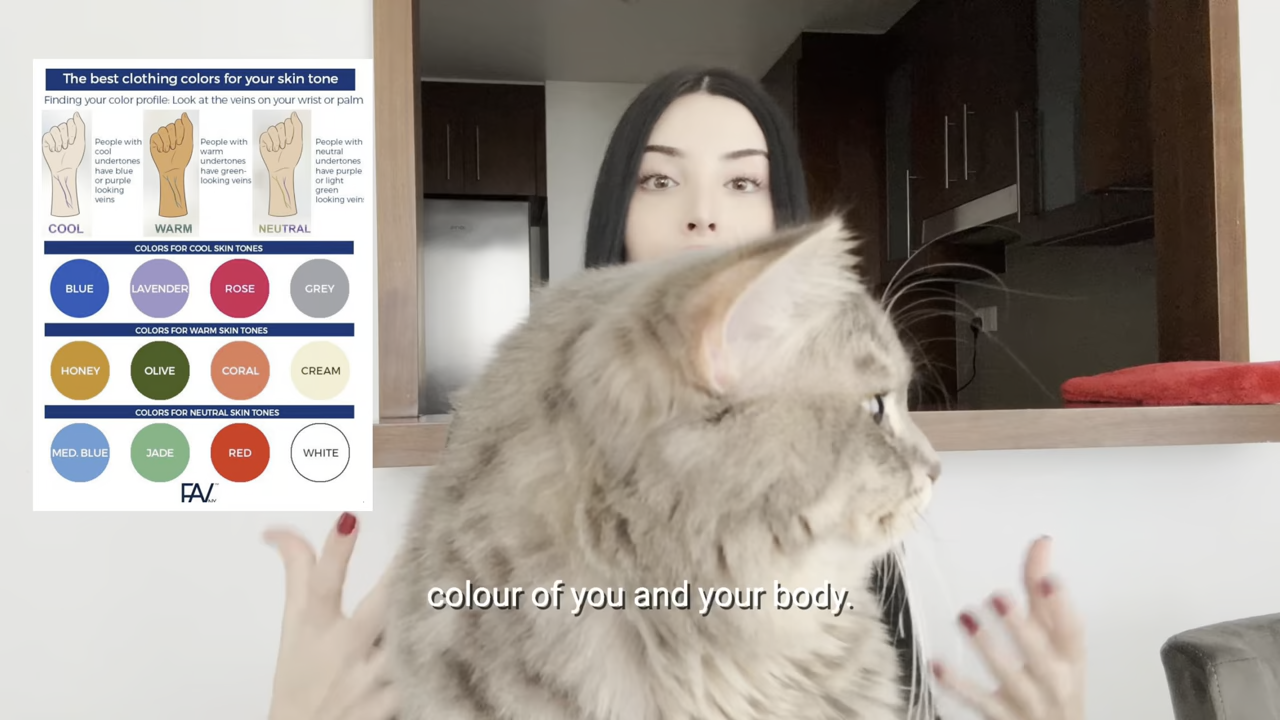 The best clothing colors for your skin tone
Finding your color profile: Look at the veins on your wrist or palm
People with
cool
undertones
have blue
or purple
looking
veins
COOL
People with
warm
undertones
have green-
looking veins
WARM
People with
neutral
undertones
have purple
or light
green
looking vein
NEUTRAL
COLORS FOR COOL SKIN TONES
BLUE
LAVENDER
ROSE
GREY
COLORS FOR WARM SKIN TONES
HONEY
OLIVE
CORAL
CREAM
COLORS FOR NEUTRAL SKIN TONES
MED. BLUE
JADE
RED
WHITE
FAV
colour of you and your body.